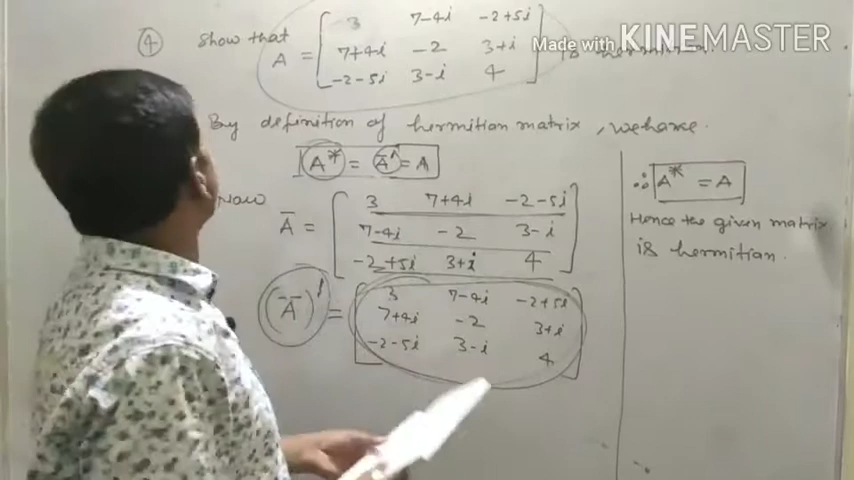 ④ Show that A = [ 3 7-4i -2+5i
7+4i -2 3+i
-2-5i 3-i 4 ] is hermitian.
Made with KINEMASTER
By definition of hermitian matrix, we have.
A* = Ā' = A
Now Ā = [ 3 7+4i -2-5i
7-4i -2 3-i
-2+5i 3+i 4 ]
(Ā)' = [ 3 7-4i -2+5i
7+4i -2 3+i
-2-5i 3-i 4 ]
∴ A* = A
Hence the given matrix
is hermitian.